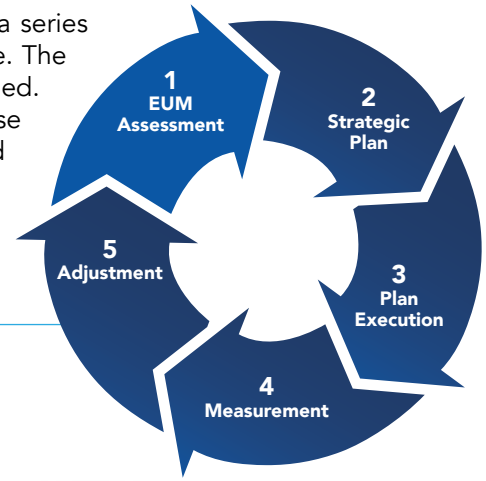 a series
e. The
ed.
se
d
1
EUM
Assessment
2
Strategic
Plan
3
Plan
Execution
4
Measurement
5
Adjustment